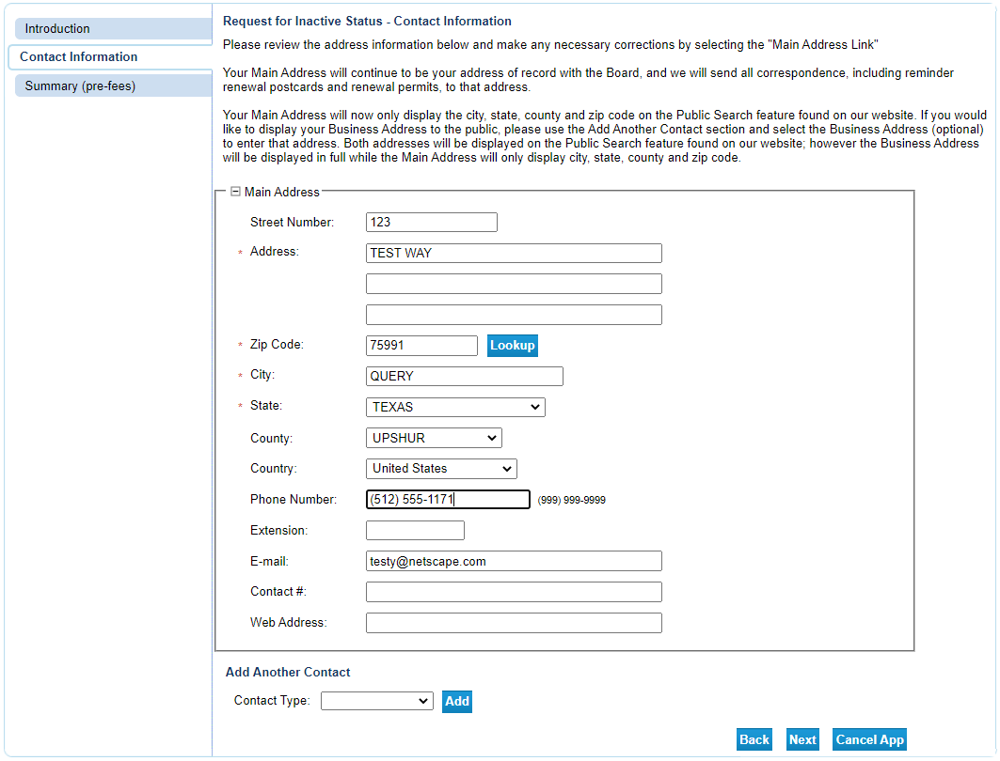 Introduction
Contact Information
Summary (pre-fees)
Request for Inactive Status - Contact Information
Please review the address information below and make any necessary corrections by selecting the "Main Address Link"
Your Main Address will continue to be your address of record with the Board, and we will send all correspondence, including reminder
renewal postcards and renewal permits, to that address.
Your Main Address will now only display the city, state, county and zip code on the Public Search feature found on our website. If you would
like to display your Business Address to the public, please use the Add Another Contact section and select the Business Address (optional)
to enter that address. Both addresses will be displayed on the Public Search feature found on our website; however the Business Address
will be displayed in full while the Main Address will only display city, state, county and zip code.
Main Address
Street Number: 123
* Address: TEST WAY
* Zip Code: 75991 Lookup
* City: QUERY
* State: TEXAS
County: UPSHUR
Country: United States
Phone Number: (512) 555-1171 (999) 999-9999
Extension:
E-mail: testy@netscape.com
Contact #:
Web Address:
Add Another Contact
Contact Type: Add
Back Next Cancel App